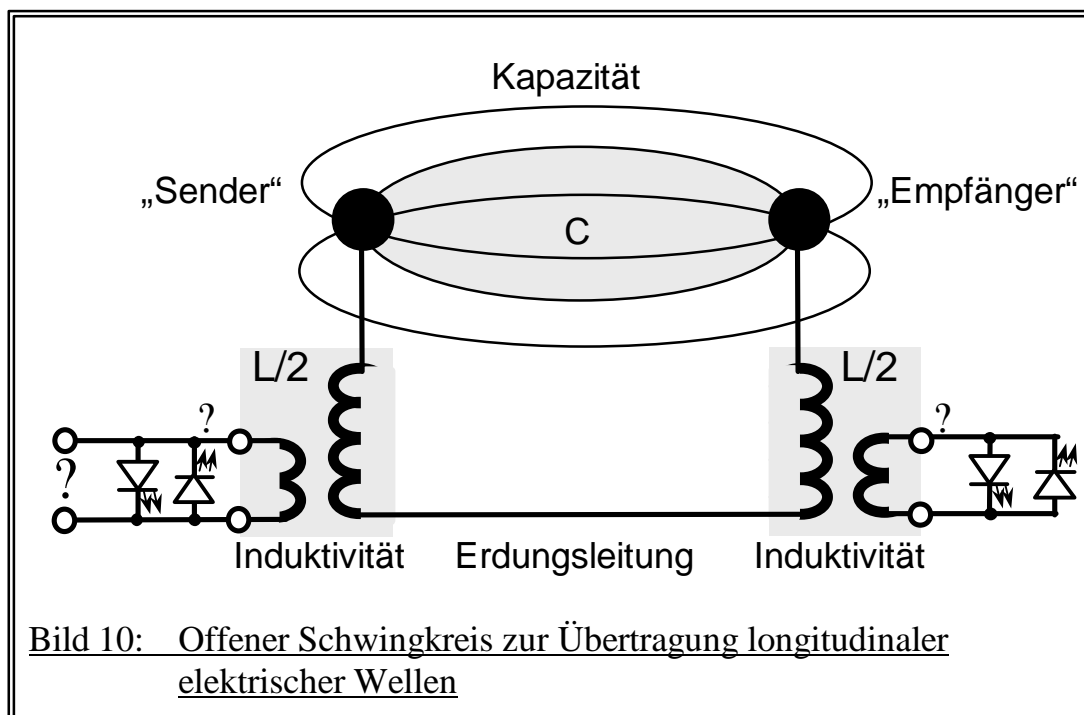 Kapazität
„Sender“
„Empfänger“
C
L/2
L/2
?
?
?
Induktivität
Erdungsleitung
Induktivität
Bild 10: Offener Schwingkreis zur Übertragung longitudinaler
elektrischer Wellen